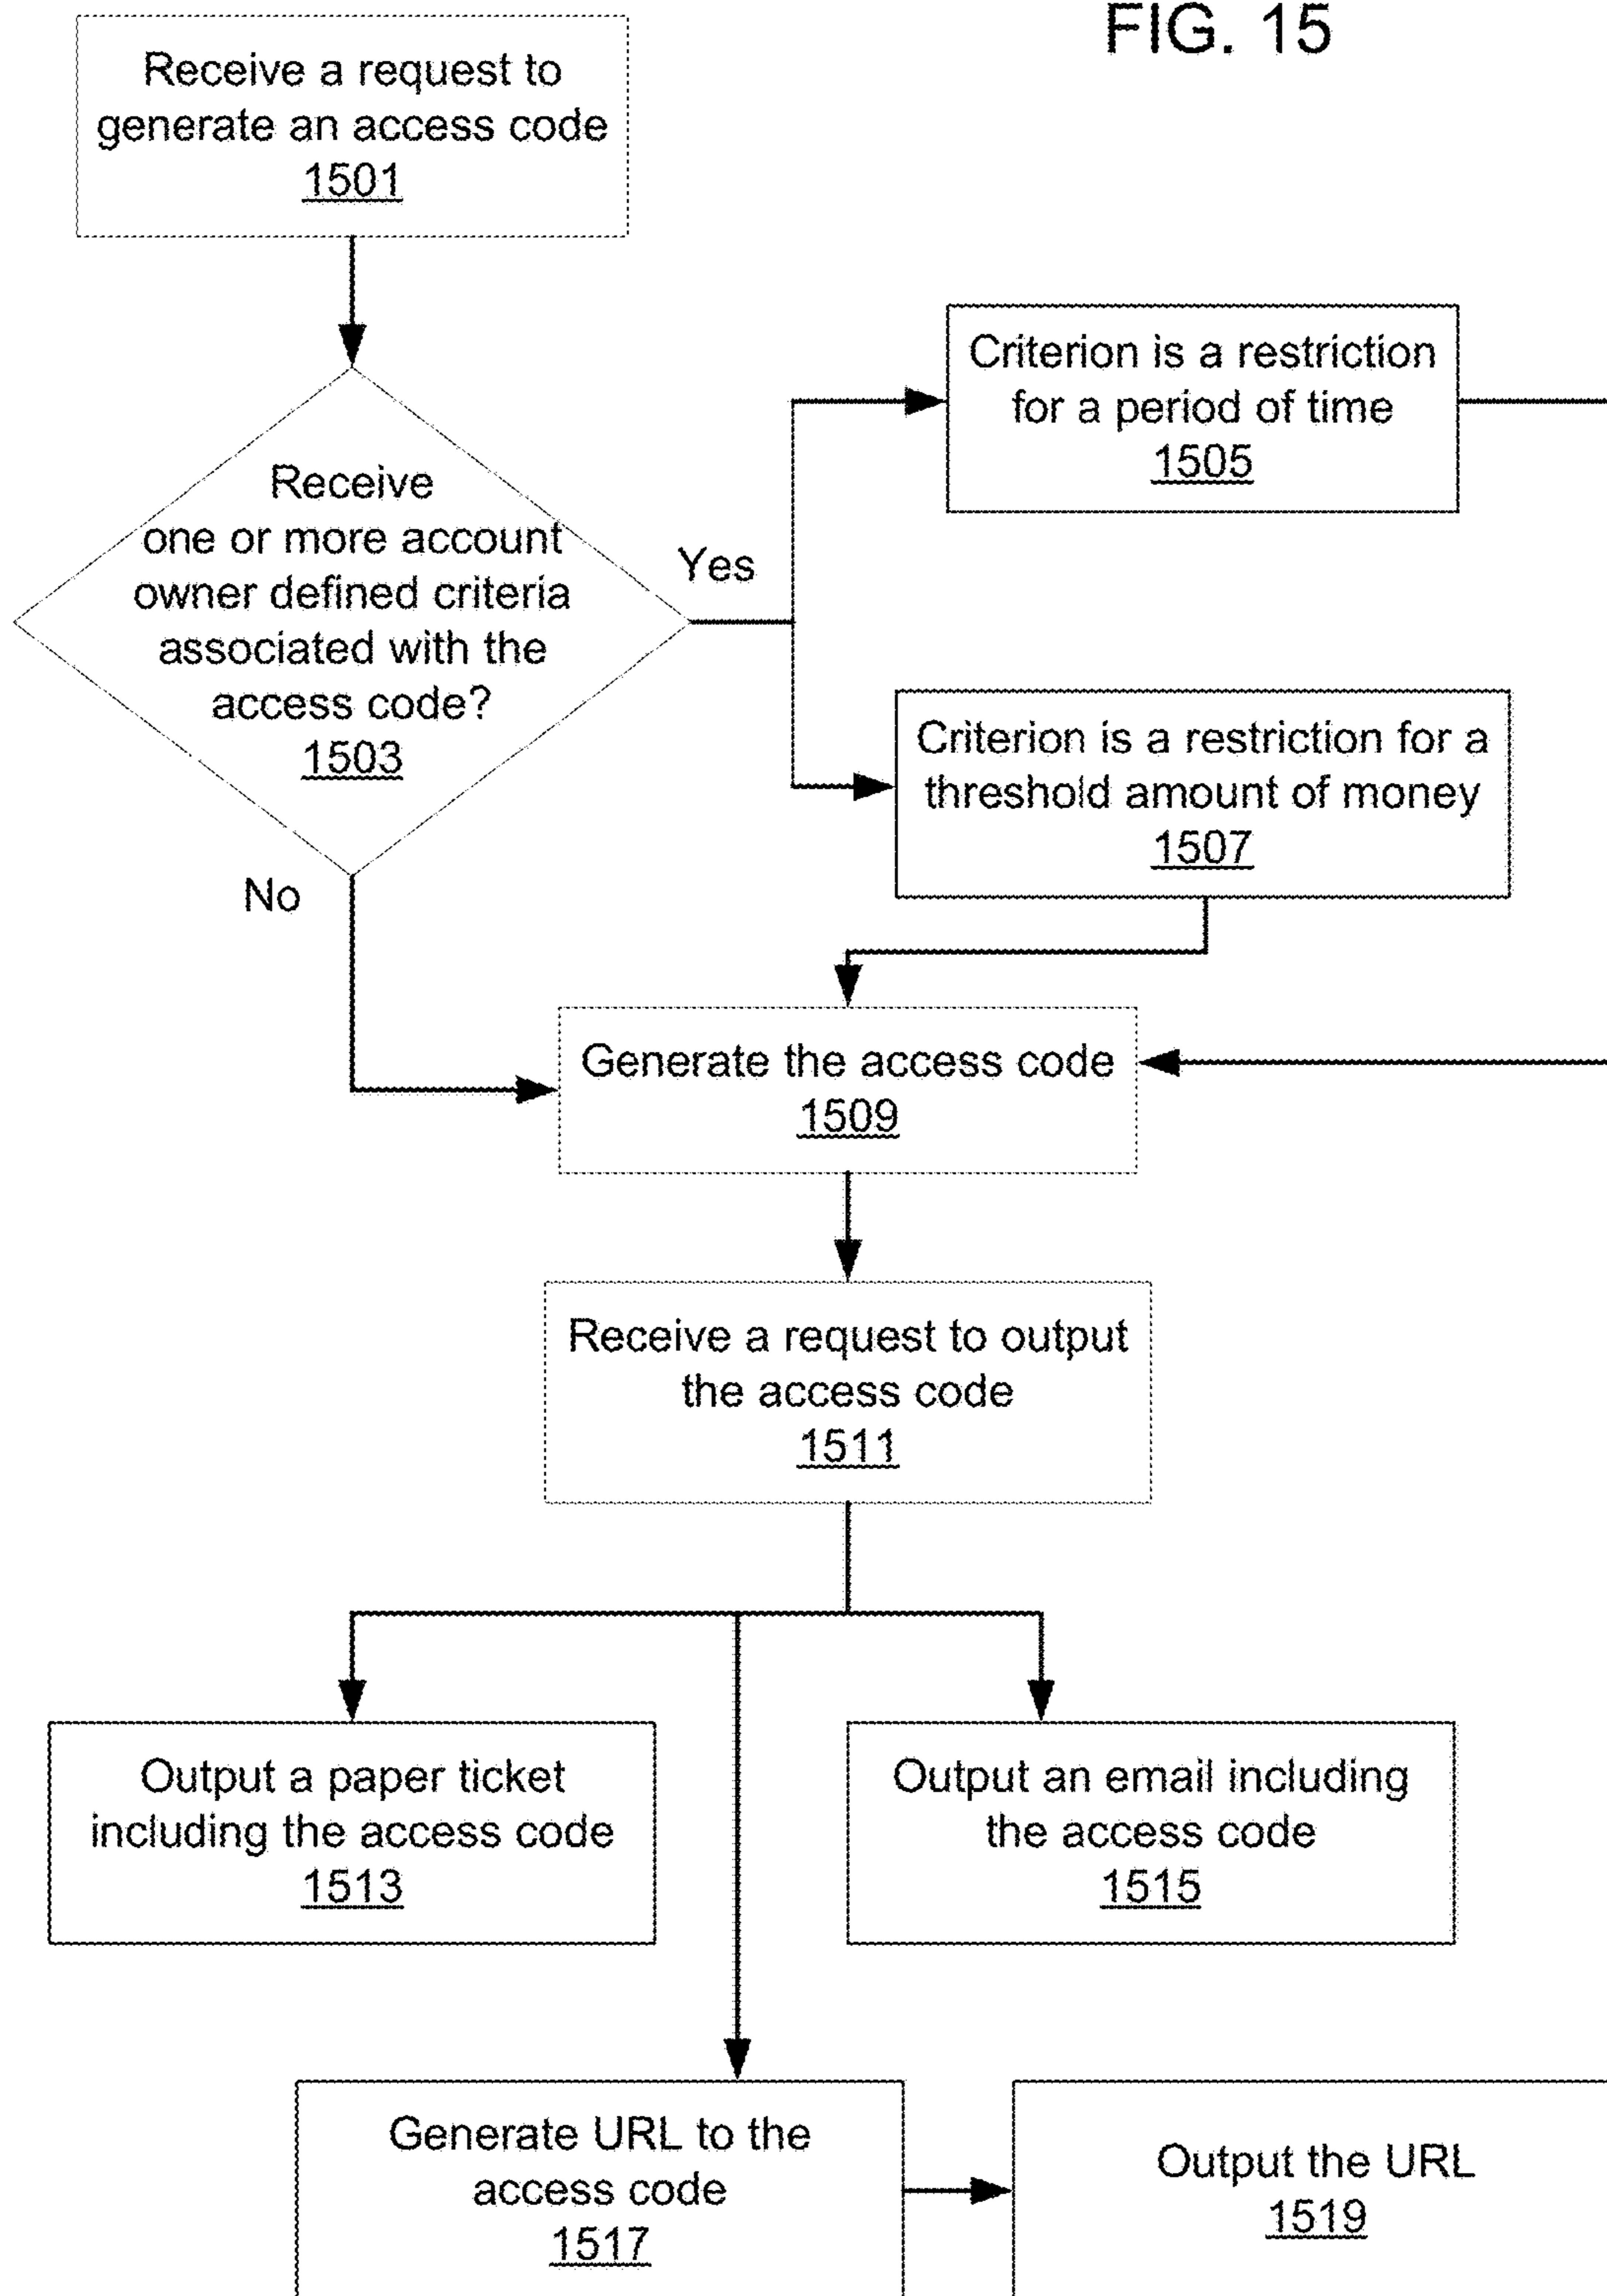 FIG. 15
Receive a request to
generate an access code
1501
Receive
one or more account
owner defined criteria
associated with the
access code?
1503
Yes
No
Criterion is a restriction
for a period of time
1505
Criterion is a restriction for a
threshold amount of money
1507
Generate the access code
1509
Receive a request to output
the access code
1511
Output a paper ticket
including the access code
1513
Output an email including
the access code
1515
Generate URL to the
access code
1517
Output the URL
1519